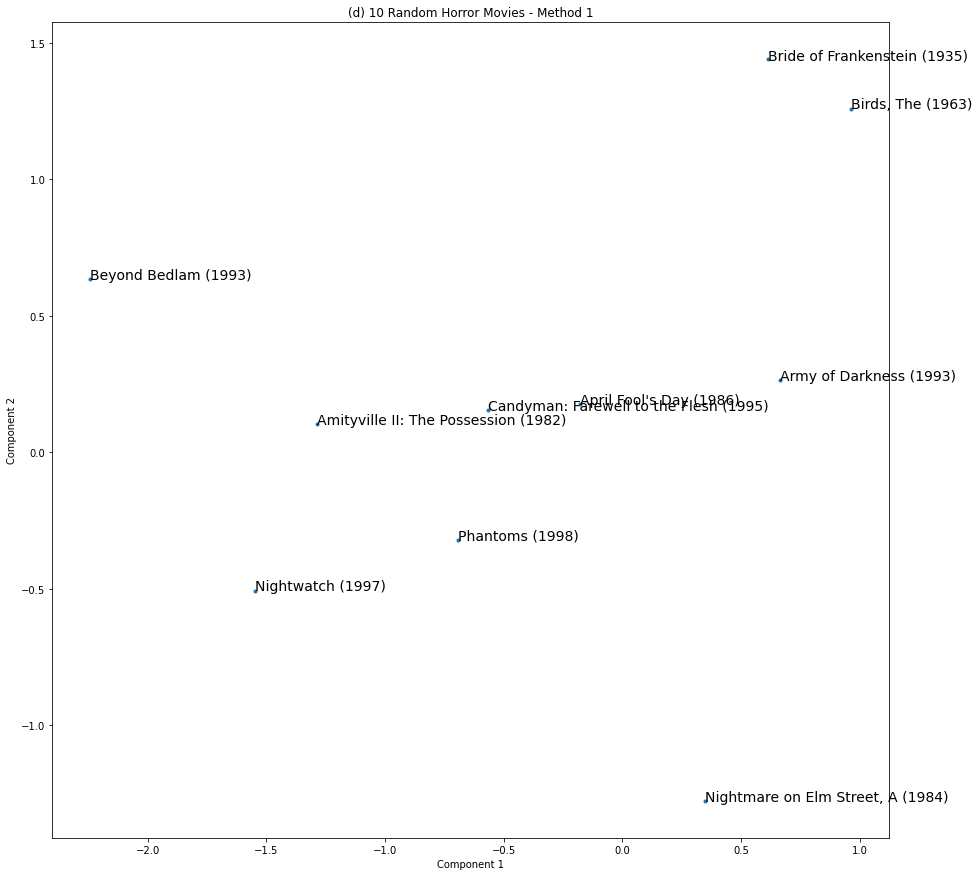 (d) 10 Random Horror Movies - Method 1
1.5
Bride of Frankenstein (1935)
Birds, The (1963)
1.0
Beyond Bedlam (1993)
0.5
Army of Darkness (1993)
April Fool's Day (1986)
Candyman: Farewell to the Flesh (1995)
Amityville II: The Possession (1982)
Component 2
0.0
Phantoms (1998)
−0.5
Nightwatch (1997)
−1.0
Nightmare on Elm Street, A (1984)
−2.0 −1.5 −1.0 −0.5 0.0 0.5 1.0
Component 1